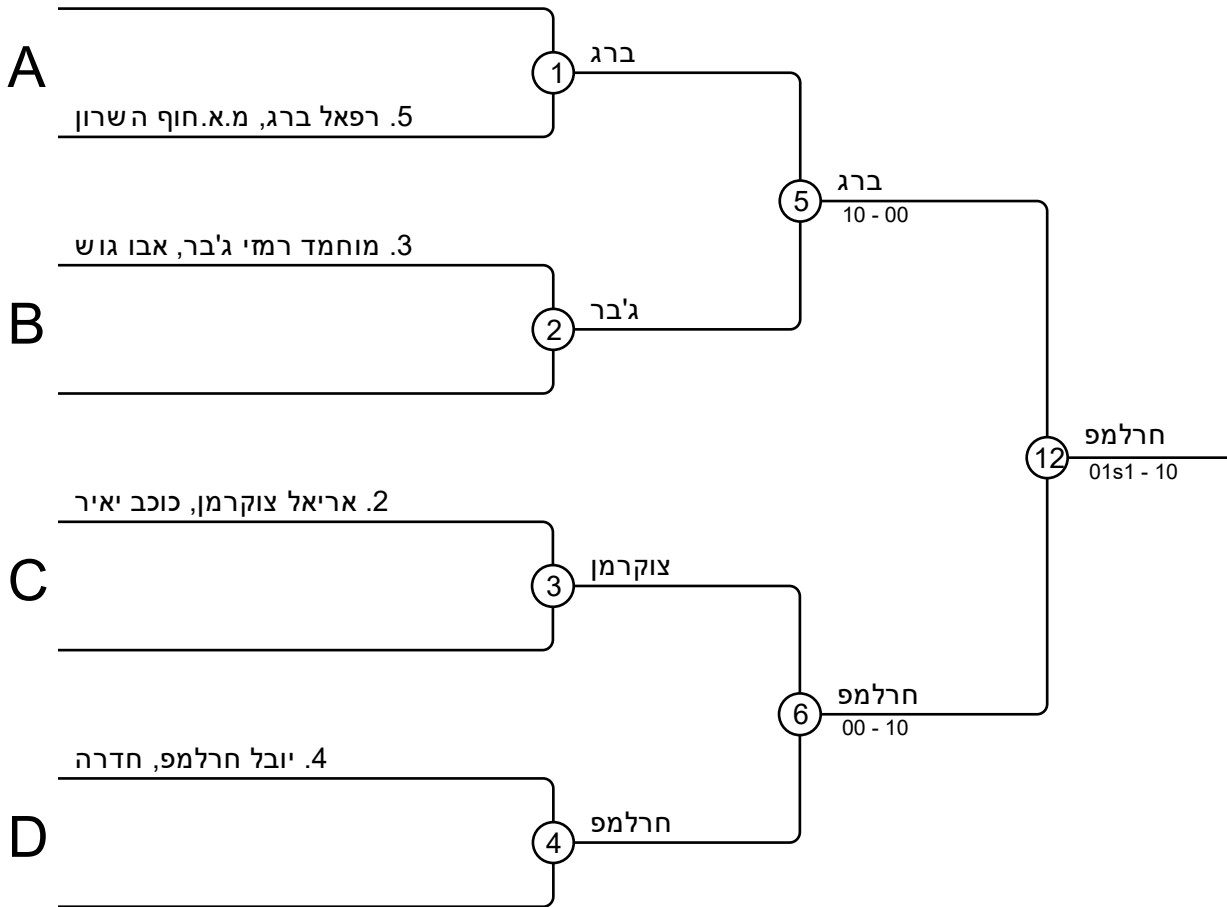 A
1
ברג
5. רפאל ברג, מ.א.חוף השרון
5
ברג
10 - 00
3. מוחמד רמזי ג'בר, אבו גוש
B
2
ג'בר
12
חרלמפ
01s1 - 10
2. אריאל צוקרמן, כוכב יאיר
C
3
צוקרמן
6
חרלמפ
00 - 10
4. יובל חרלמפ, חדרה
D
4
חרלמפ